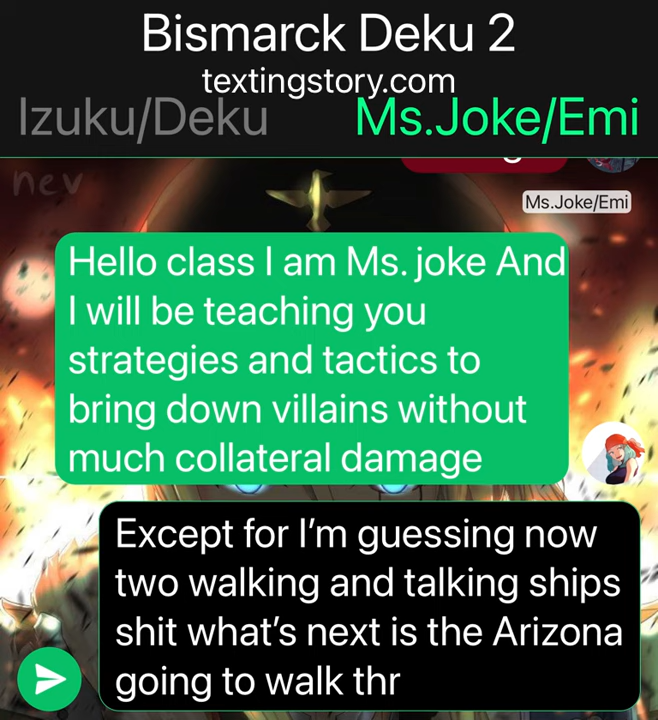 Bismarck Deku 2
textingstory.com
Izuku/Deku Ms.Joke/Emi
nev
Ms.Joke/Emi
Hello class I am Ms. joke And
I will be teaching you
strategies and tactics to
bring down villains without
much collateral damage
Except for I'm guessing now
two walking and talking ships
shit what's next is the Arizona
going to walk thr